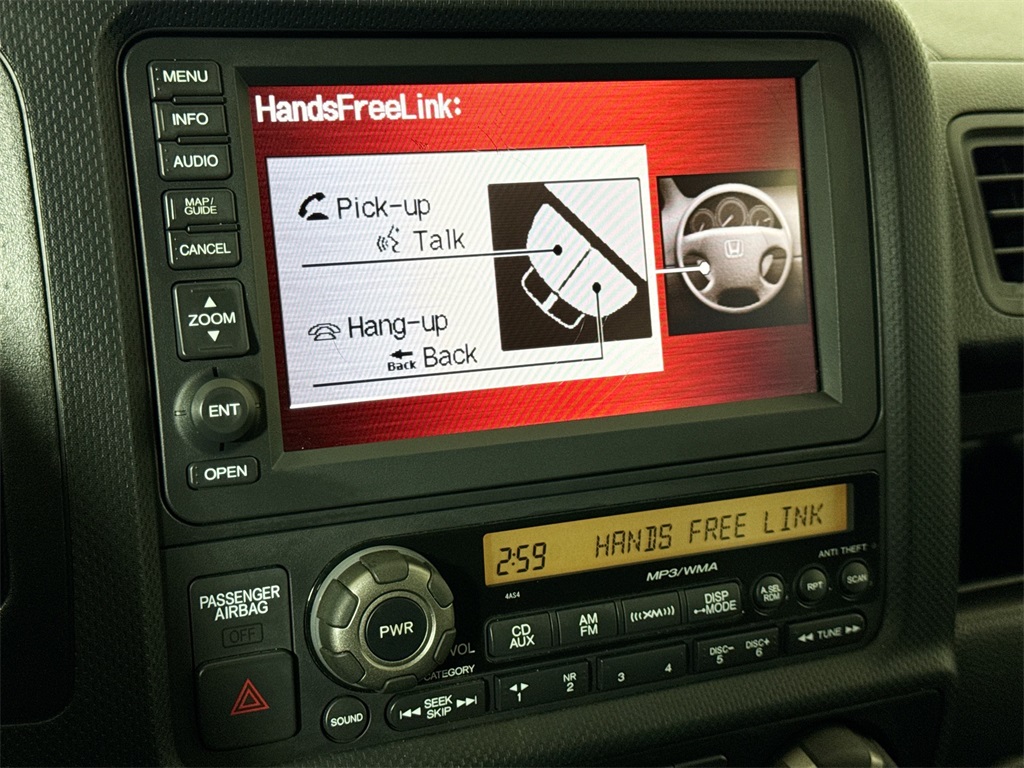 MENU
INFO
AUDIO
MAP/
GUIDE
CANCEL
ZOOM
ENT
OPEN
HandsFreeLink:
Pick-up
Talk
Hang-up
Back Back
2:59 HANDS FREE LINK
4AS4
MP3/WMA
ANTI THEFT
PASSENGER
AIRBAG
OFF
PWR
VOL
CATEGORY
SOUND
CD
AUX
AM
FM
XM
DISP
MODE
A.SEL
RDM
RPT
SCAN
SEEK
SKIP
1
NR
2
3
4
DISC-
5
DISC+
6
TUNE